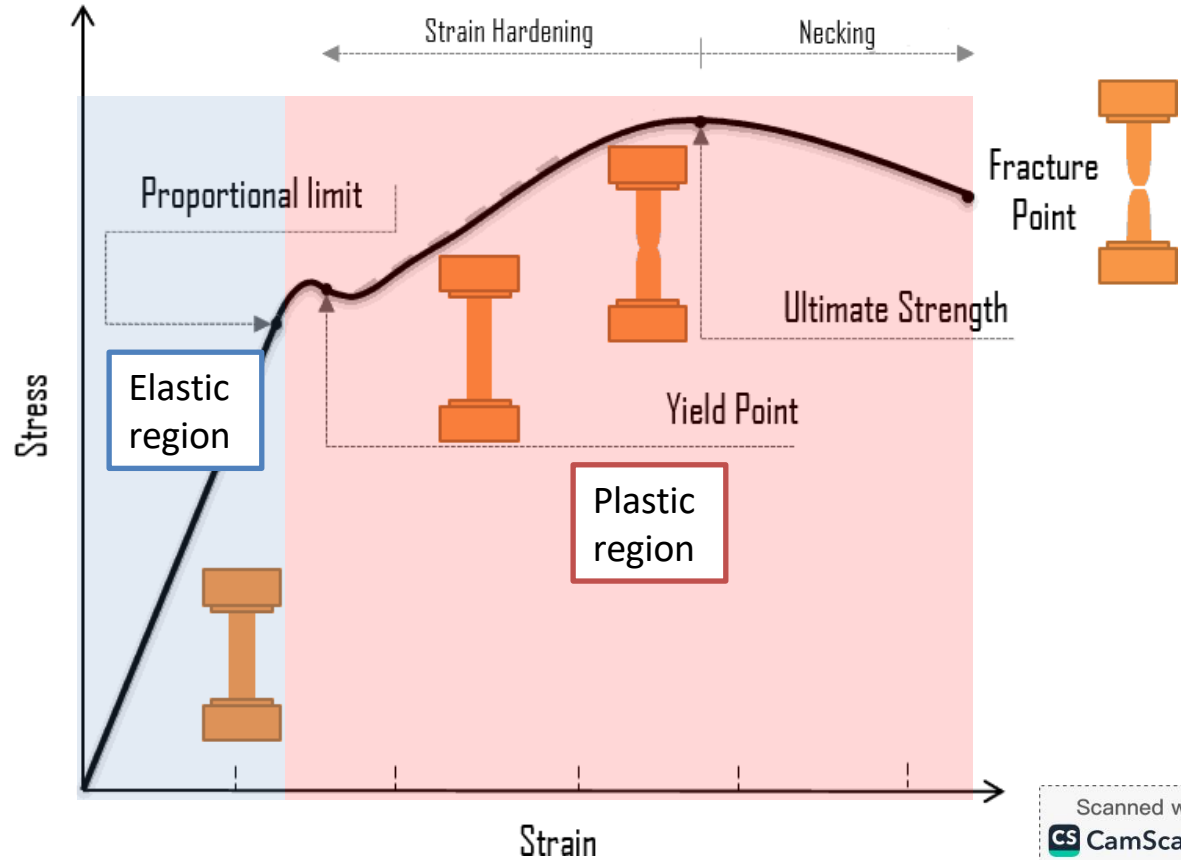 Strain Hardening
Necking
Proportional limit
Fracture
Point
Ultimate Strength
Elastic
region
Yield Point
Plastic
region
Stress
Strain
Scanned w
CS CamSca